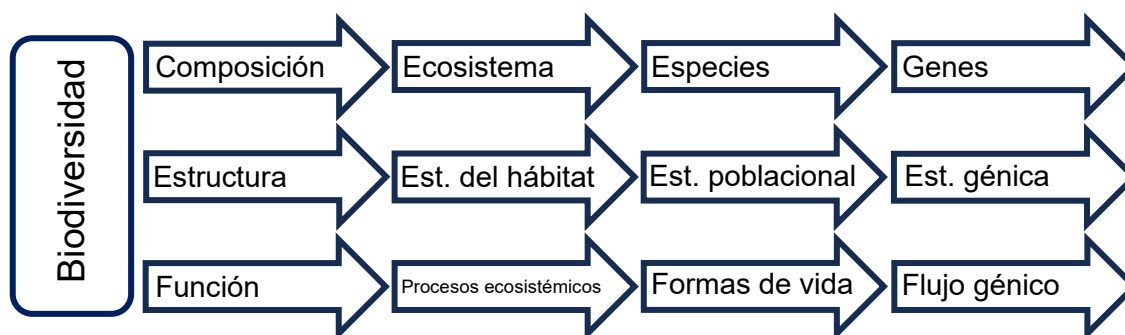 Biodiversidad
Composición
Ecosistema
Especies
Genes
Estructura
Est. del hábitat
Est. poblacional
Est. génica
Función
Procesos ecosistémicos
Formas de vida
Flujo génico